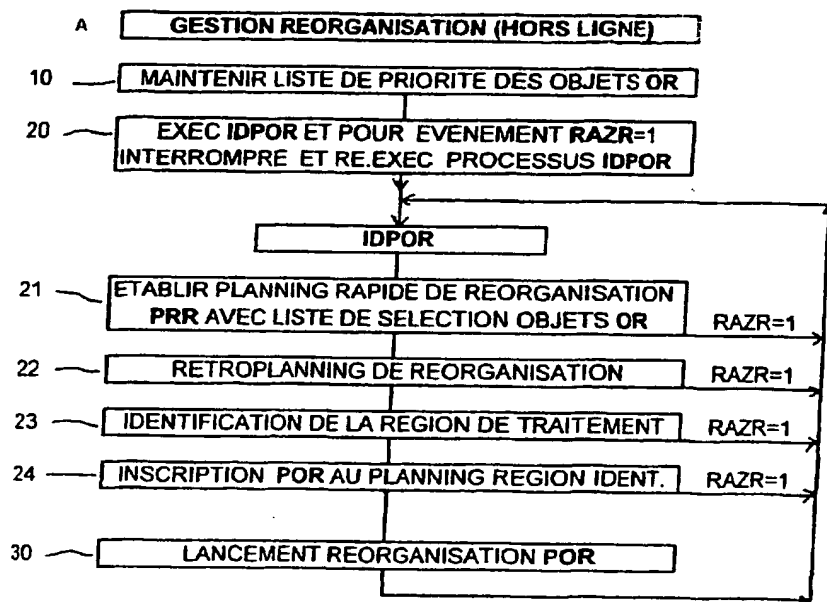 A GESTION REORGANISATION (HORS LIGNE)
10 MAINTENIR LISTE DE PRIORITE DES OBJETS OR
20 EXEC IDPOR ET POUR EVENEMENT RAZR=1
INTERROMPRE ET RE.EXEC PROCESSUS IDPOR
IDPOR
21 ETABLIR PLANNING RAPIDE DE REORGANISATION
PRR AVEC LISTE DE SELECTION OBJETS OR RAZR=1
22 RETROPLANNING DE REORGANISATION RAZR=1
23 IDENTIFICATION DE LA REGION DE TRAITEMENT RAZR=1
24 INSCRIPTION POR AU PLANNING REGION IDENT. RAZR=1
30 LANCEMENT REORGANISATION POR